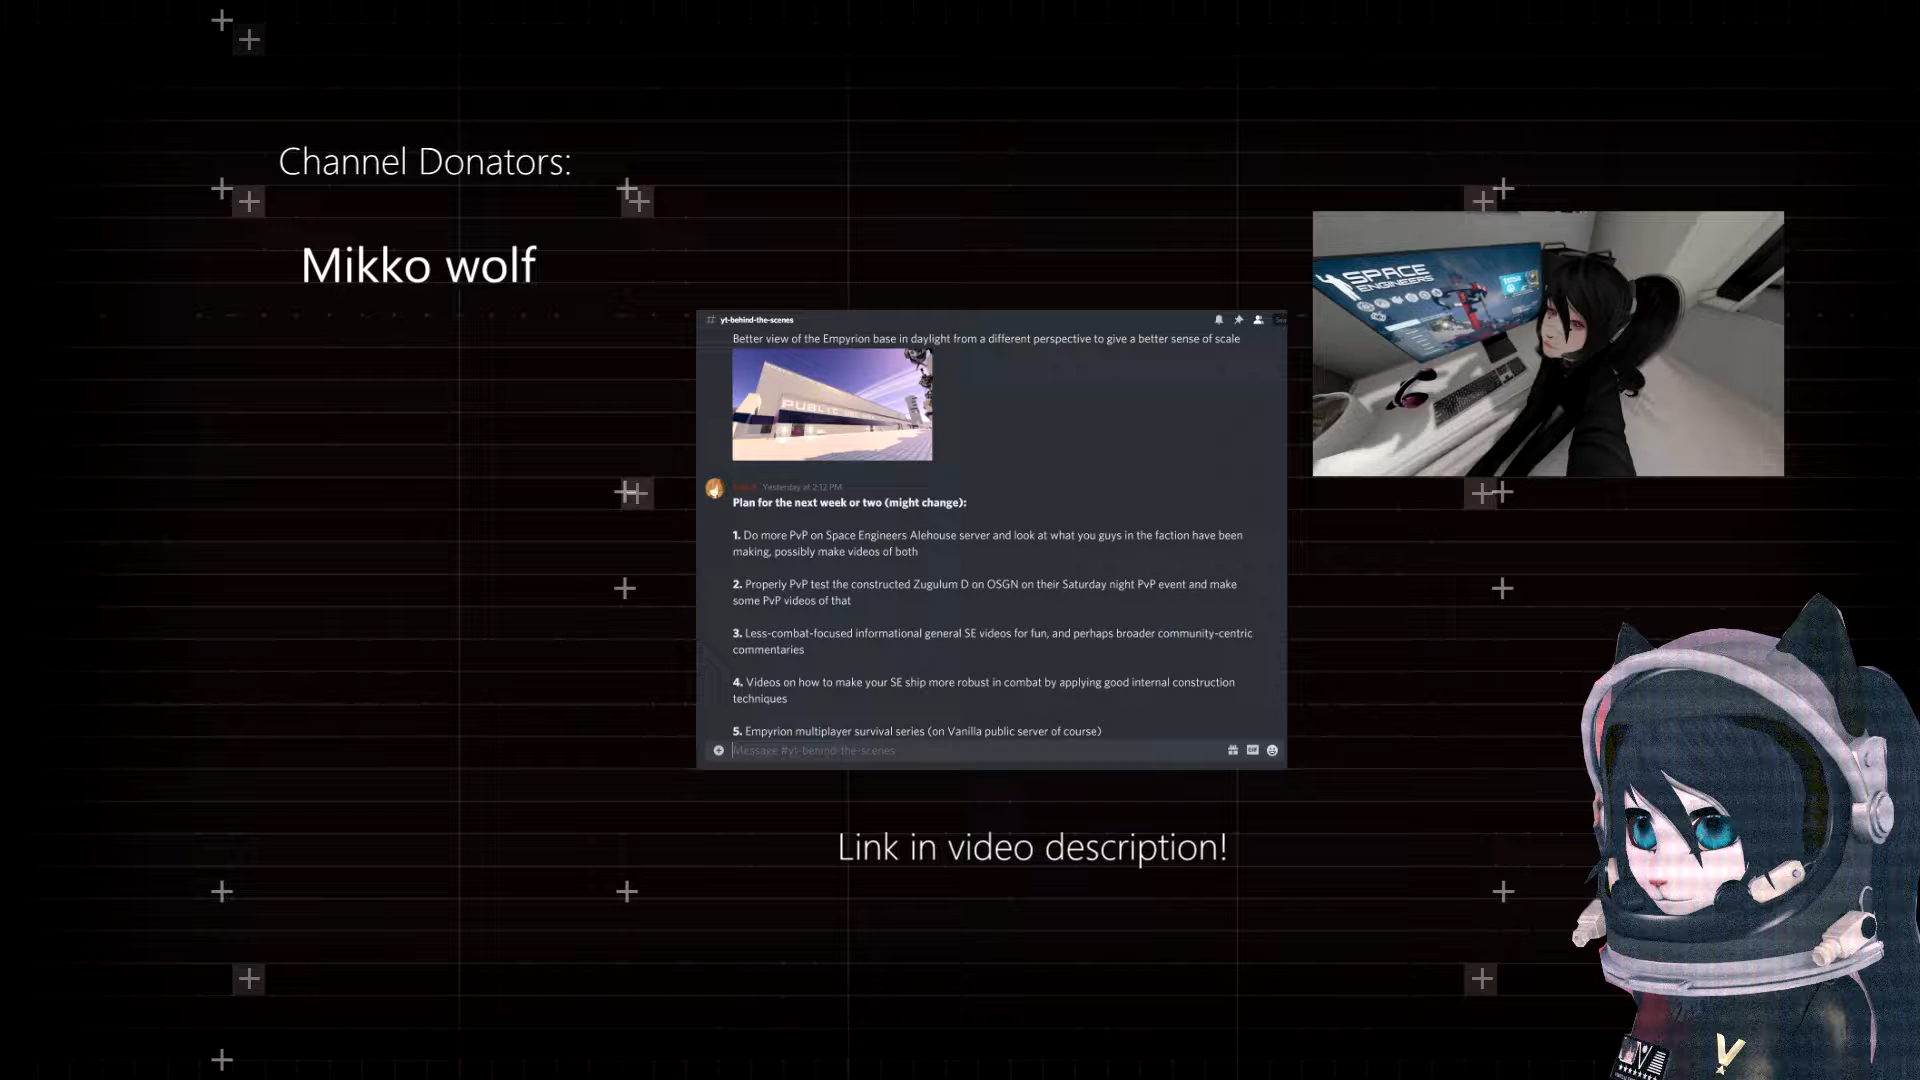 Channel Donators:
Mikko wolf
SPACE
ENGINEERS
yt-behind-the-scenes
Better view of the Empyrion base in daylight from a different perspective to give a better sense of scale
PUBLIC
Yesterday at 2:12 PM
Plan for the next week or two (might change):
1. Do more PvP on Space Engineers Alehouse server and look at what you guys in the faction have been
making, possibly make videos of both
2. Properly PvP test the constructed Zugulum D on OSGN on their Saturday night PvP event and make
some PvP videos of that
3. Less-combat-focused informational general SE videos for fun, and perhaps broader community-centric
commentaries
4. Videos on how to make your SE ship more robust in combat by applying good internal construction
techniques
5. Empyrion multiplayer survival series (on Vanilla public server of course)
Message #yt-behind-the-scenes
GIF
Link in video description!